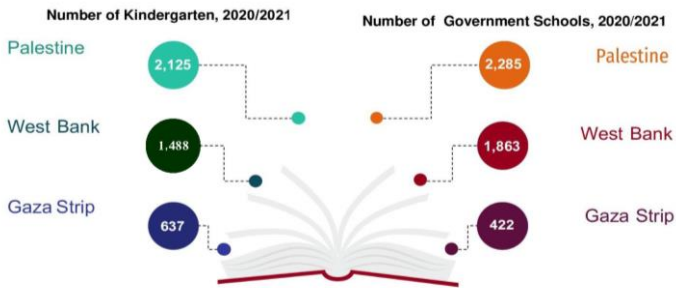 Number of Kindergarten, 2020/2021
Palestine
2,125
West Bank
1,488
Gaza Strip
637
Number of Government Schools, 2020/2021
2,285
Palestine
1,863
West Bank
422
Gaza Strip